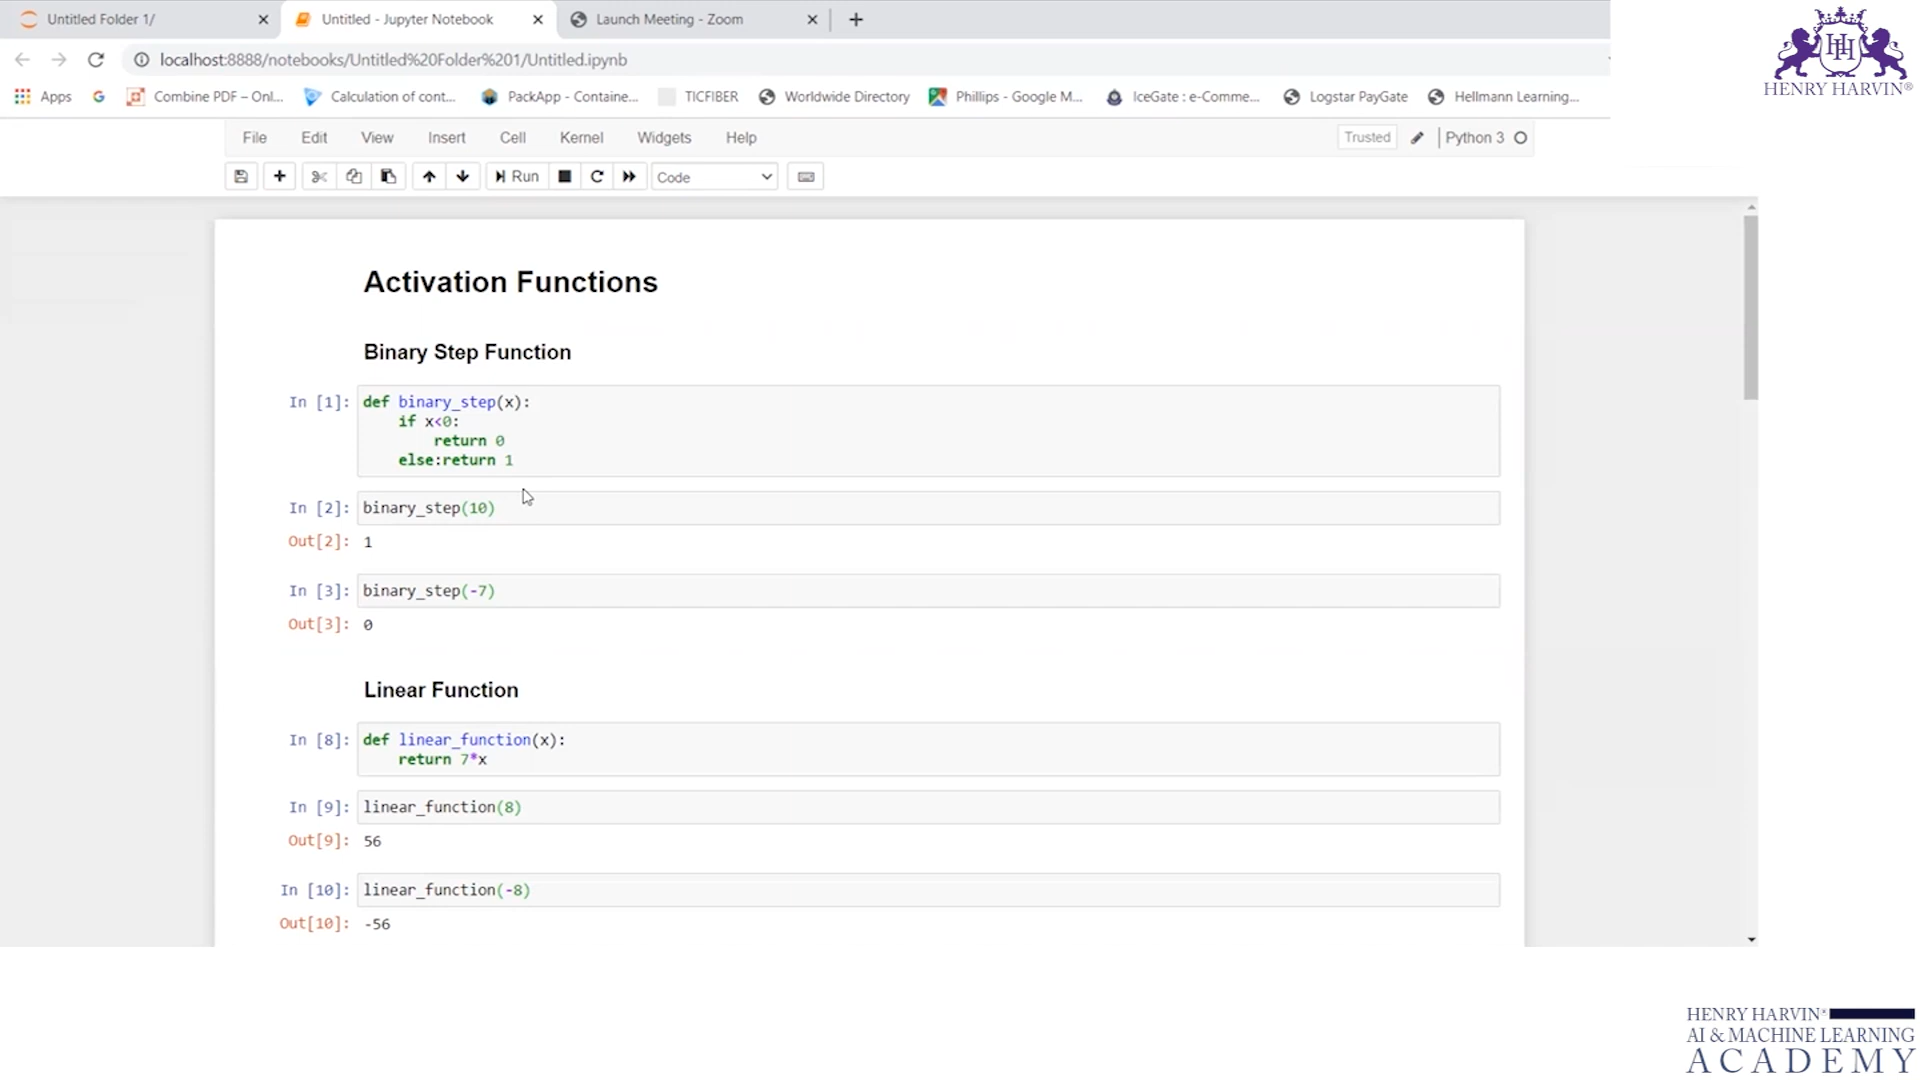 Untitled Folder 1/
Untitled - Jupyter Notebook
Launch Meeting - Zoom
HENRY HARVIN®
localhost:8888/notebooks/Untitled%20Folder%201/Untitled.ipynb
Apps Combine PDF – Onl... Calculation of cont... PackApp - Containe... TICFIBER Worldwide Directory Phillips - Google M... IceGate : e-Comme... Logstar PayGate Hellmann Learning...
File Edit View Insert Cell Kernel Widgets Help Trusted Python 3
Run Code
Activation Functions
Binary Step Function
In [1]: def binary_step(x):
if x<0:
return 0
else:return 1
In [2]: binary_step(10)
Out[2]: 1
In [3]: binary_step(-7)
Out[3]: 0
Linear Function
In [8]: def linear_function(x):
return 7*x
In [9]: linear_function(8)
Out[9]: 56
In [10]: linear_function(-8)
Out[10]: -56
HENRY HARVIN®
AI & MACHINE LEARNING
ACADEMY